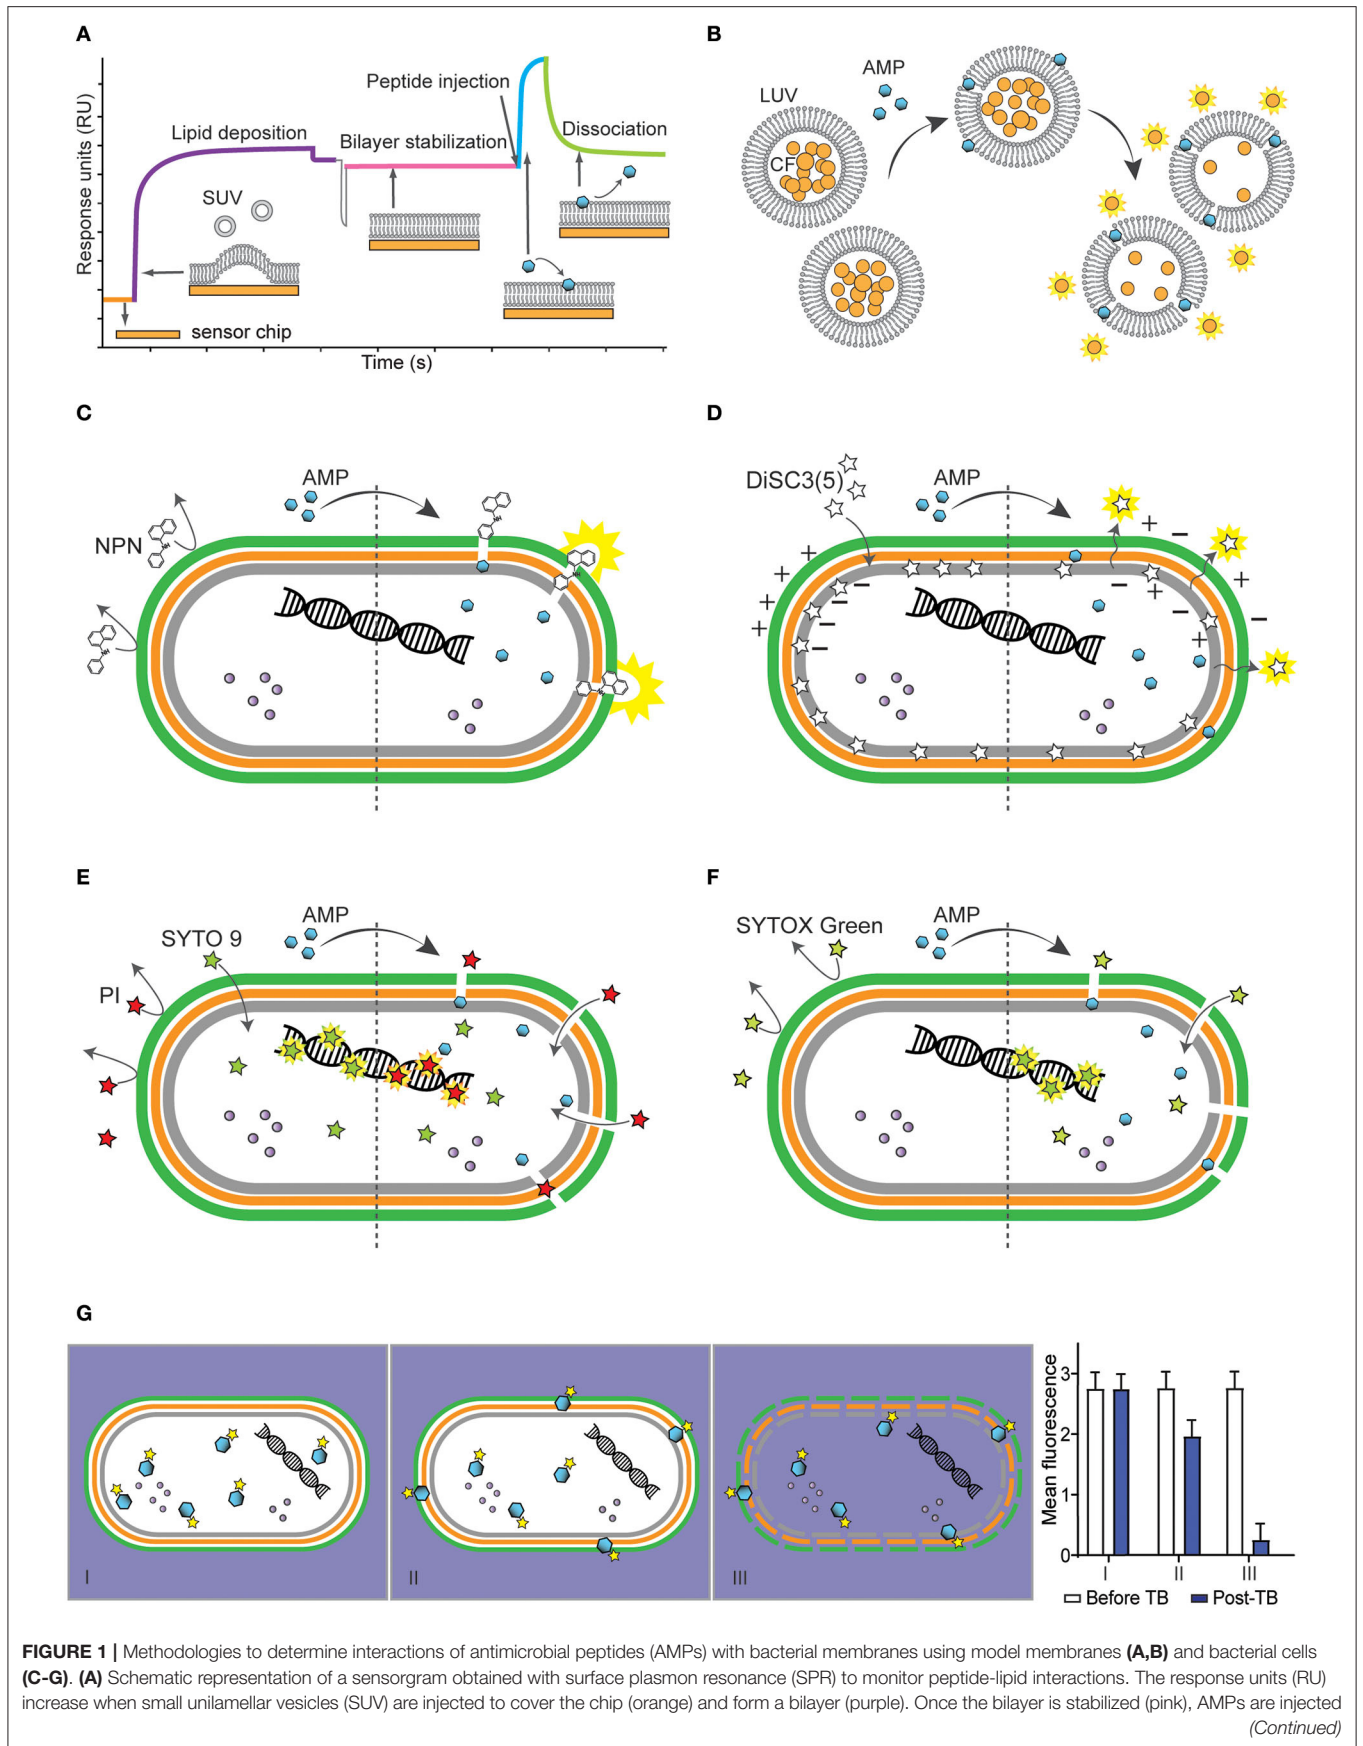 A
Response units (RU)
Lipid deposition
SUV
sensor chip
Peptide injection
Bilayer stabilization
Dissociation
Time (s)
B
AMP
LUV
CF
C
AMP
NPN
D
DiSC3(5)
AMP
+
+
+
+
+
+
+
−
−
−
−
−
−
−
E
AMP
SYTO 9
PI
F
AMP
SYTOX Green
G
I
II
III
Mean fluorescence
3
2
1
0
I
II
III
Before TB
Post-TB
FIGURE 1 | Methodologies to determine interactions of antimicrobial peptides (AMPs) with bacterial membranes using model membranes (A,B) and bacterial cells
(C-G). (A) Schematic representation of a sensorgram obtained with surface plasmon resonance (SPR) to monitor peptide-lipid interactions. The response units (RU)
increase when small unilamellar vesicles (SUV) are injected to cover the chip (orange) and form a bilayer (purple). Once the bilayer is stabilized (pink), AMPs are injected
(Continued)